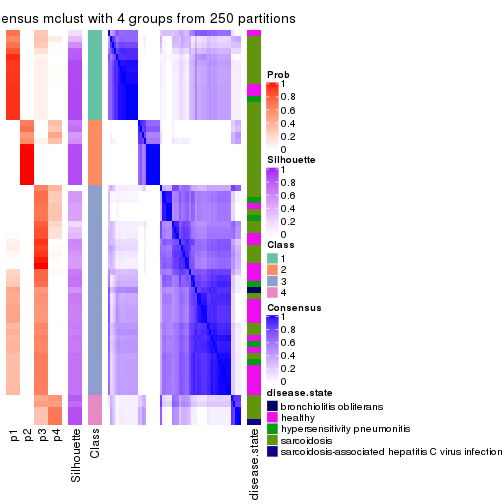 ensus mclust with 4 groups from 250 partitions
Prob
1
0.8
0.6
0.4
0.2
0
Silhouette
1
0.8
0.6
0.4
0.2
0
Class
1
2
3
4
Consensus
1
0.8
0.6
0.4
0.2
0
disease.state
bronchiolitis obliterans
healthy
hypersensitivity pneumonitis
sarcoidosis
sarcoidosis-associated hepatitis C virus infection
p1
p2
p3
p4
Silhouette
Class
disease.state